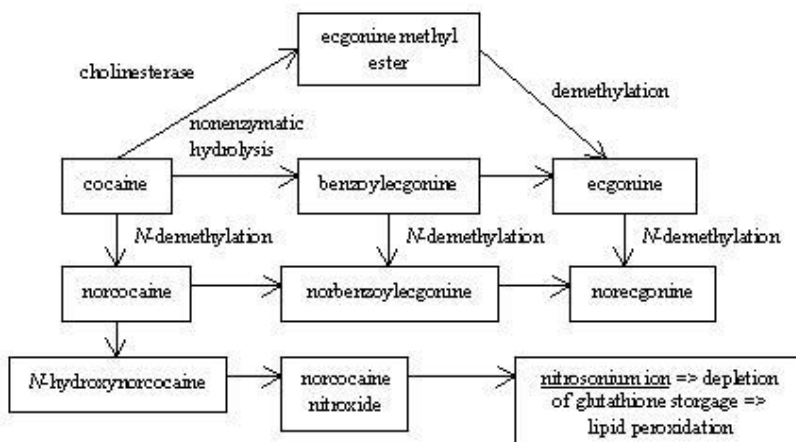 ecgonine methyl
ester
cholinesterase
demethylation
nonenzymatic
hydrolysis
cocaine
benzoylecgonine
ecgonine
N-demethylation
N-demethylation
N-demethylation
norcocaine
norbenzoylecgonine
norecgonine
N-hydroxynorcocaine
norcocaine
nitroxide
nitrosonium ion => depletion
of glutathione storgage =>
lipid peroxidation